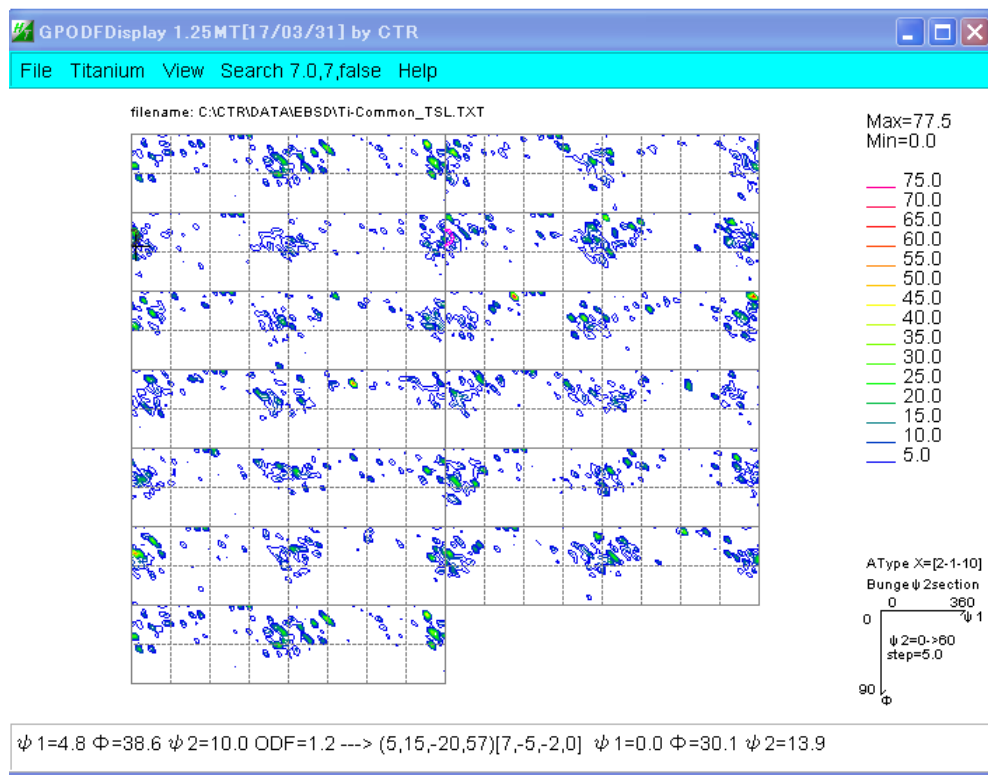 GPODFDisplay 1.25MT[17/03/31] by CTR
File Titanium View Search 7.0,7,false Help
filename: C:\CTR\DATA\EBSD\Ti-Common_TSL.TXT
Max=77.5
Min=0.0
75.0
70.0
65.0
60.0
55.0
50.0
45.0
40.0
35.0
30.0
25.0
20.0
15.0
10.0
5.0
AType X=[2-1-10]
Bungeψ2section
0 360
0 ψ1
ψ2=0->60
step=5.0
90
Φ
ψ1=4.8 Φ=38.6 ψ2=10.0 ODF=1.2 ---> (5,15,-20,57)[7,-5,-2,0] ψ1=0.0 Φ=30.1 ψ2=13.9